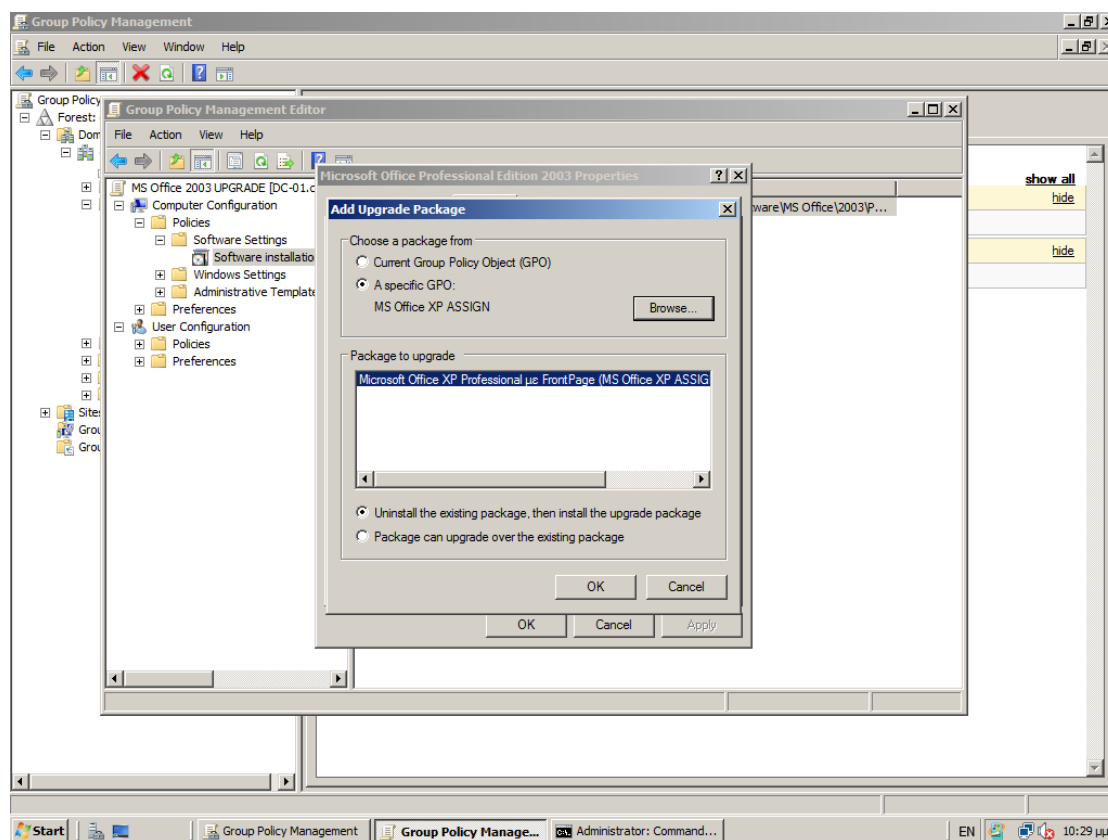 Group Policy Management
File Action View Window Help
Group Policy
Forest:
Dom
Sites
Grou
Grou
show all
hide
hide
Group Policy Management Editor
File Action View Help
MS Office 2003 UPGRADE [DC-01.c
Computer Configuration
Policies
Software Settings
Software installatio
Windows Settings
Administrative Template
Preferences
User Configuration
Policies
Preferences
ware\MS Office\2003\P...
Microsoft Office Professional Edition 2003 Properties
Add Upgrade Package
Choose a package from
Current Group Policy Object (GPO)
A specific GPO:
MS Office XP ASSIGN
Browse...
Package to upgrade
Microsoft Office XP Professional με FrontPage (MS Office XP ASSIG
Uninstall the existing package, then install the upgrade package
Package can upgrade over the existing package
OK Cancel
OK Cancel Apply
Start Group Policy Management Group Policy Manage... Administrator: Command... EN 10:29 μμ